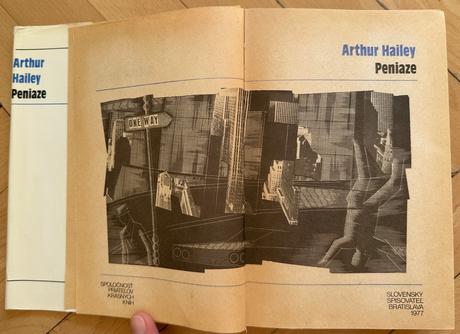 Arthur
Hailey
Peniaze
Arthur Hailey
Peniaze
ONE WAY
SPOLOČNOSŤ
PRIATEĽOV
KRÁSNYCH
KNÍH
SLOVENSKÝ
SPISOVATEĽ
BRATISLAVA
1977